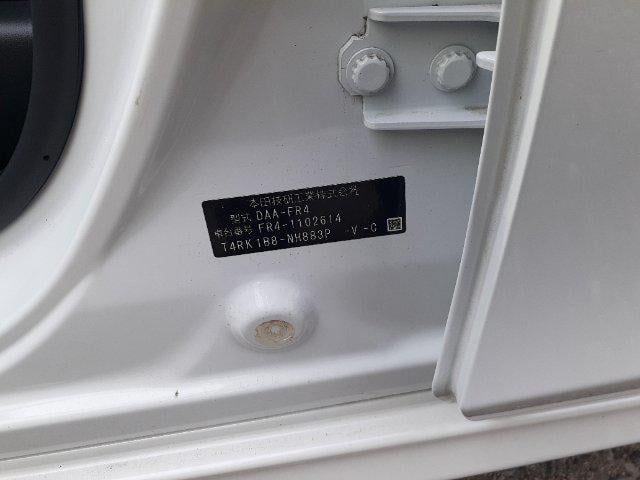 本田技研工業株式会社
型式 DAA-FR4
車台番号 FR4-1102614
T4RK1B8-NH883P -V-C